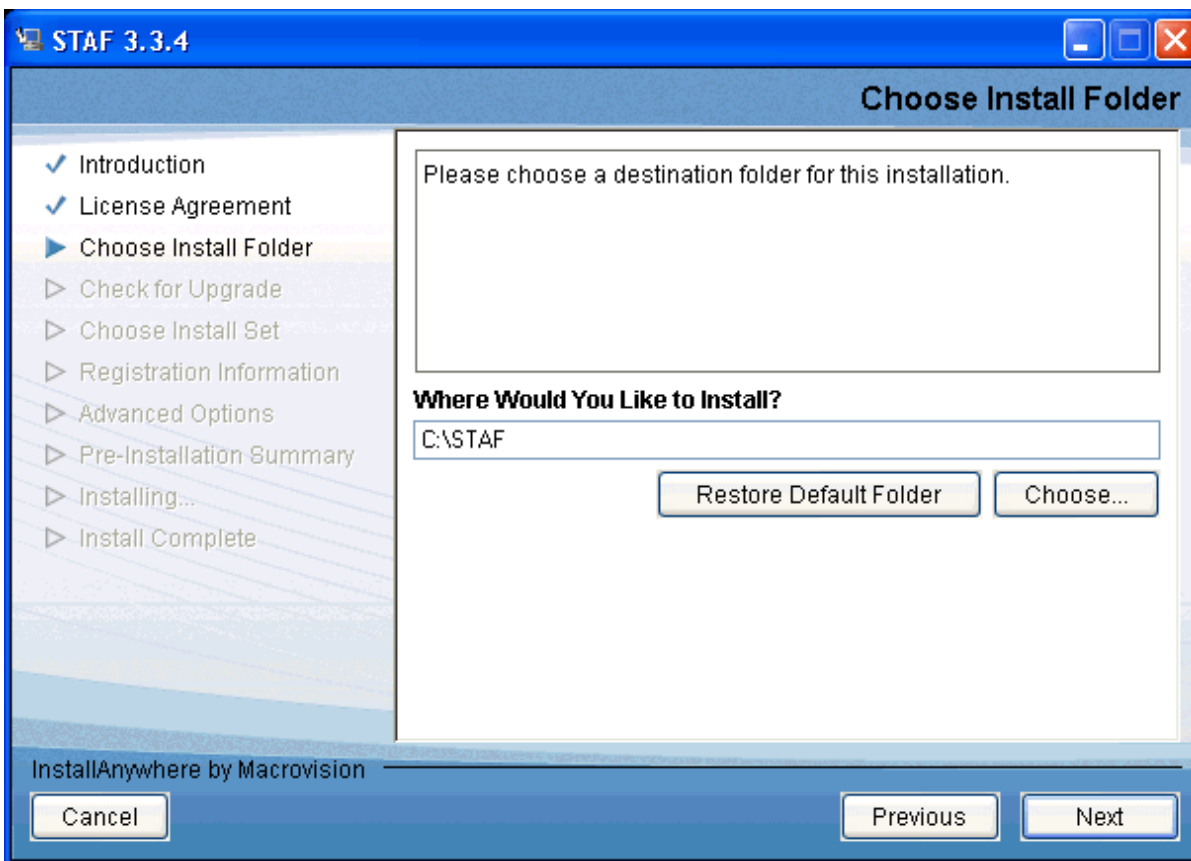 STAF 3.3.4
Choose Install Folder
Introduction
License Agreement
Choose Install Folder
Check for Upgrade
Choose Install Set
Registration Information
Advanced Options
Pre-Installation Summary
Installing...
Install Complete
Please choose a destination folder for this installation.
Where Would You Like to Install?
C:\STAF
Restore Default Folder
Choose...
InstallAnywhere by Macrovision
Cancel
Previous
Next